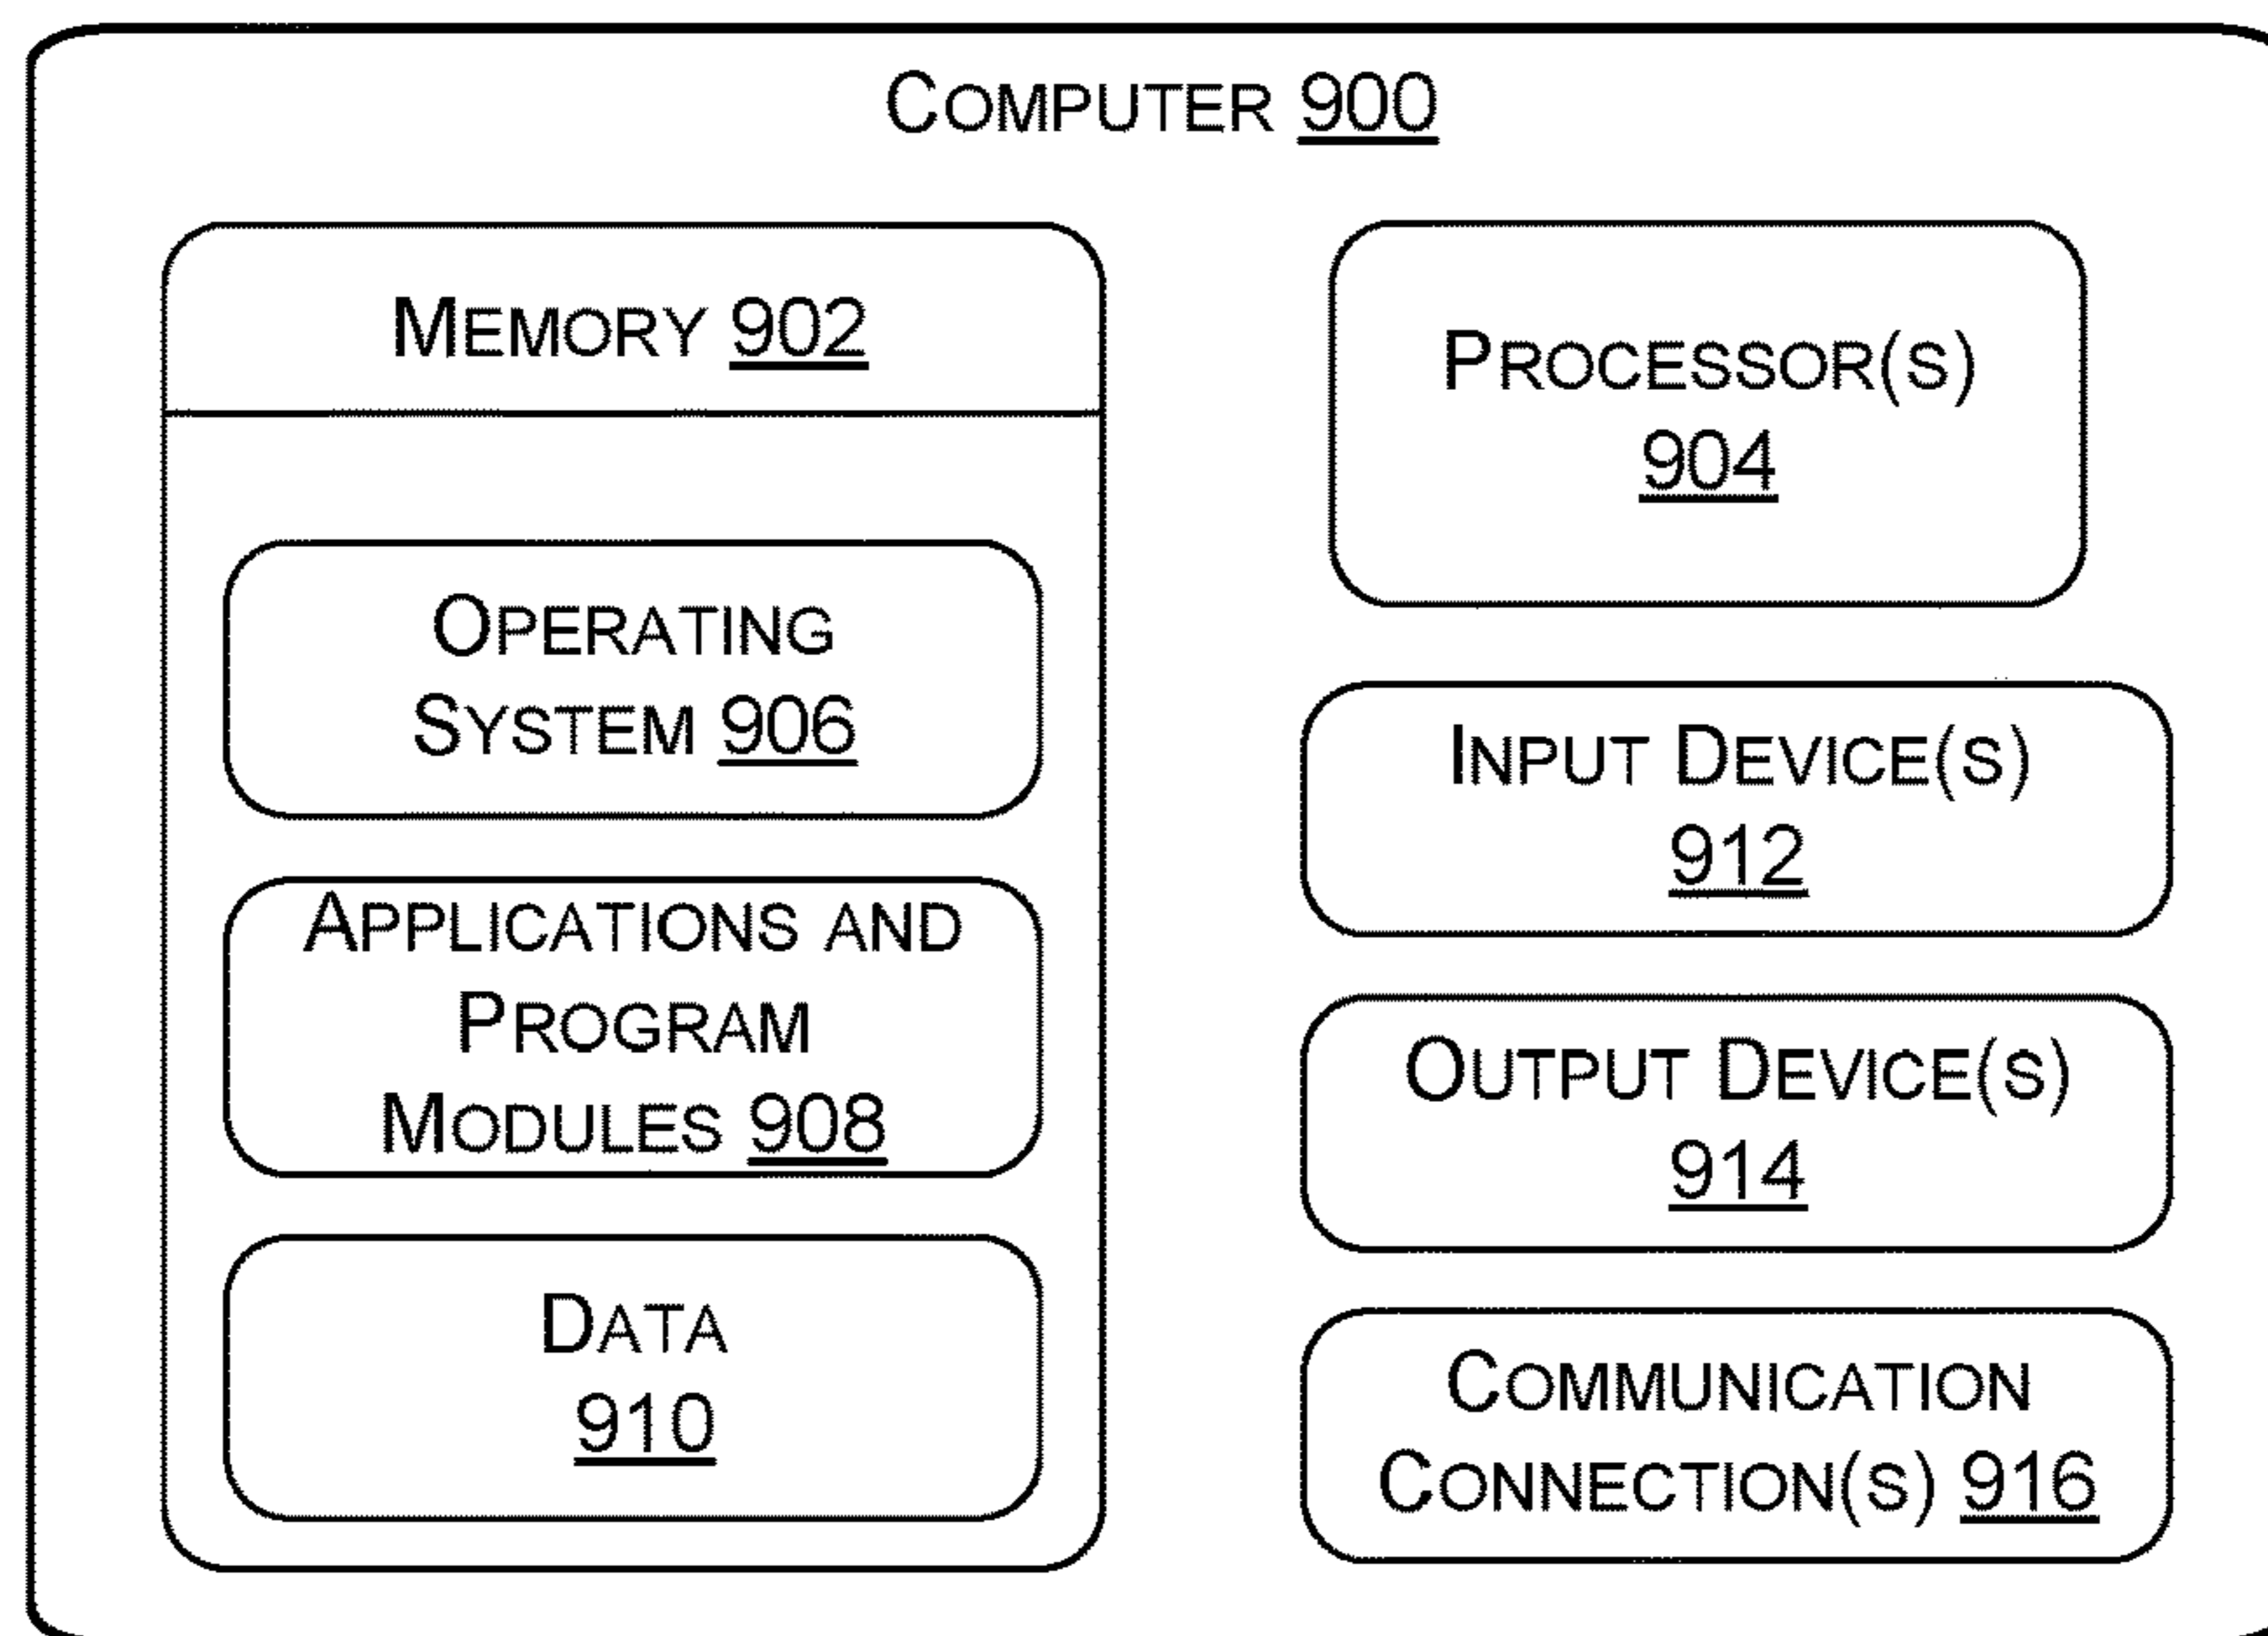 COMPUTER 900
MEMORY 902
OPERATING
SYSTEM 906
APPLICATIONS AND
PROGRAM
MODULES 908
DATA
910
PROCESSOR(S)
904
INPUT DEVICE(S)
912
OUTPUT DEVICE(S)
914
COMMUNICATION
CONNECTION(S) 916